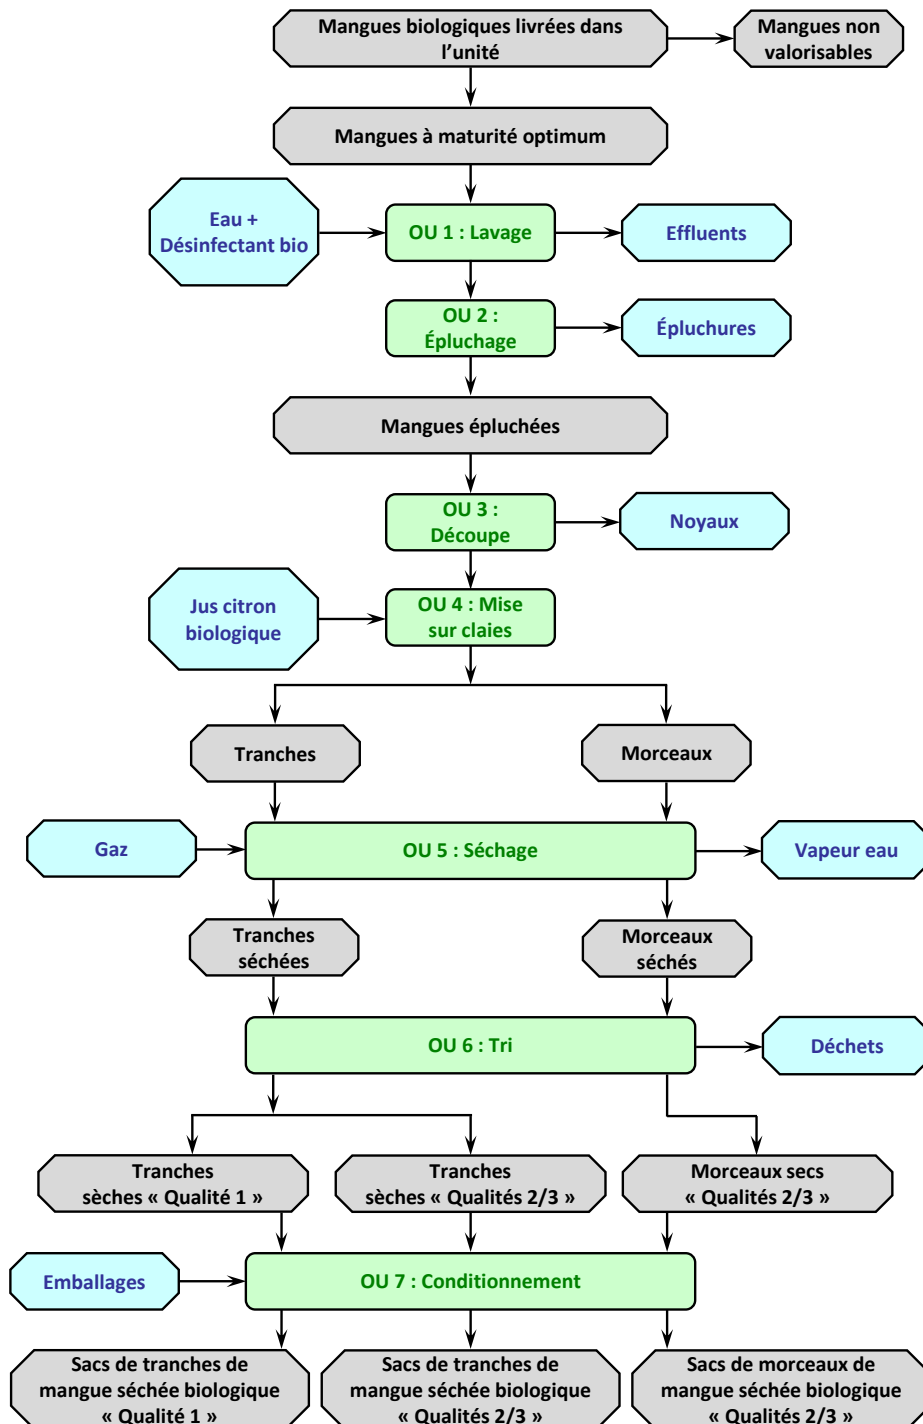 Mangues biologiques livrées dans
l’unité
Mangues non
valorisables
Mangues à maturité optimum
Eau +
Désinfectant bio
OU 1 : Lavage
Effluents
OU 2 :
Épluchage
Épluchures
Mangues épluchées
OU 3 :
Découpe
Noyaux
Jus citron
biologique
OU 4 : Mise
sur claies
Tranches
Morceaux
Gaz
OU 5 : Séchage
Vapeur eau
Tranches
séchées
Morceaux
séchés
OU 6 : Tri
Déchets
Tranches
sèches « Qualité 1 »
Tranches
sèches « Qualités 2/3 »
Morceaux secs
« Qualités 2/3 »
Emballages
OU 7 : Conditionnement
Sacs de tranches de
mangue séchée biologique
« Qualité 1 »
Sacs de tranches de
mangue séchée biologique
« Qualités 2/3 »
Sacs de morceaux de
mangue séchée biologique
« Qualités 2/3 »